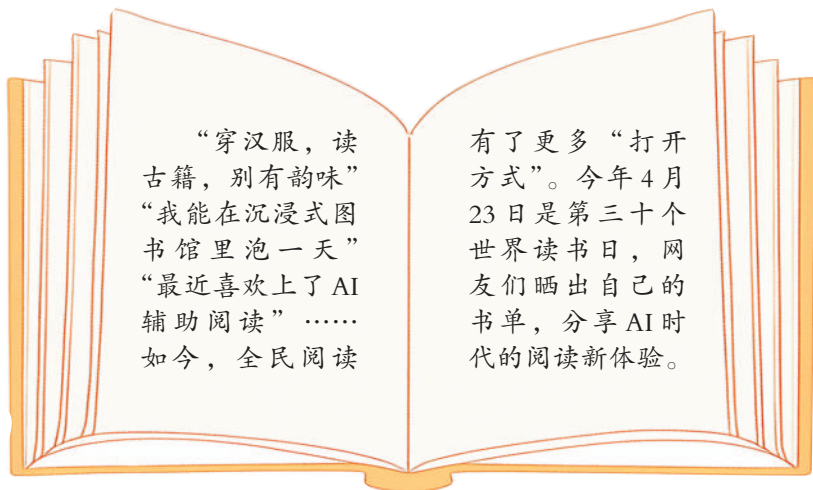 “穿汉服，读
古籍，别有韵味”
“我能在沉浸式图
书馆里泡一天”
“最近喜欢上了AI
辅助阅读”……
如今，全民阅读
有了更多“打开
方式”。今年4月
23日是第三十个
世界读书日，网
友们晒出自己的
书单，分享AI时
代的阅读新体验。